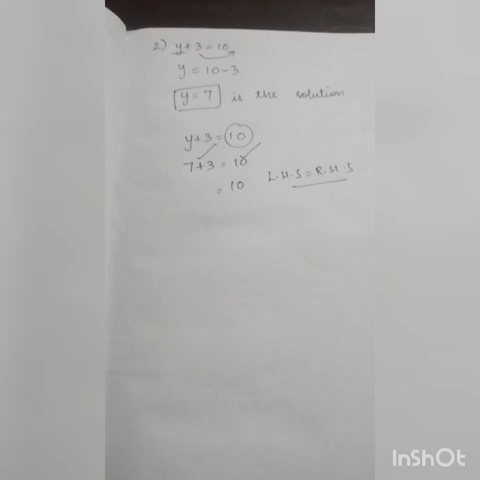 2) y + 3 = 10
y = 10 - 3
y = 7 is the solution
y + 3 = 10
7 + 3 = 10
= 10 L.H.S = R.H.S
InShOt